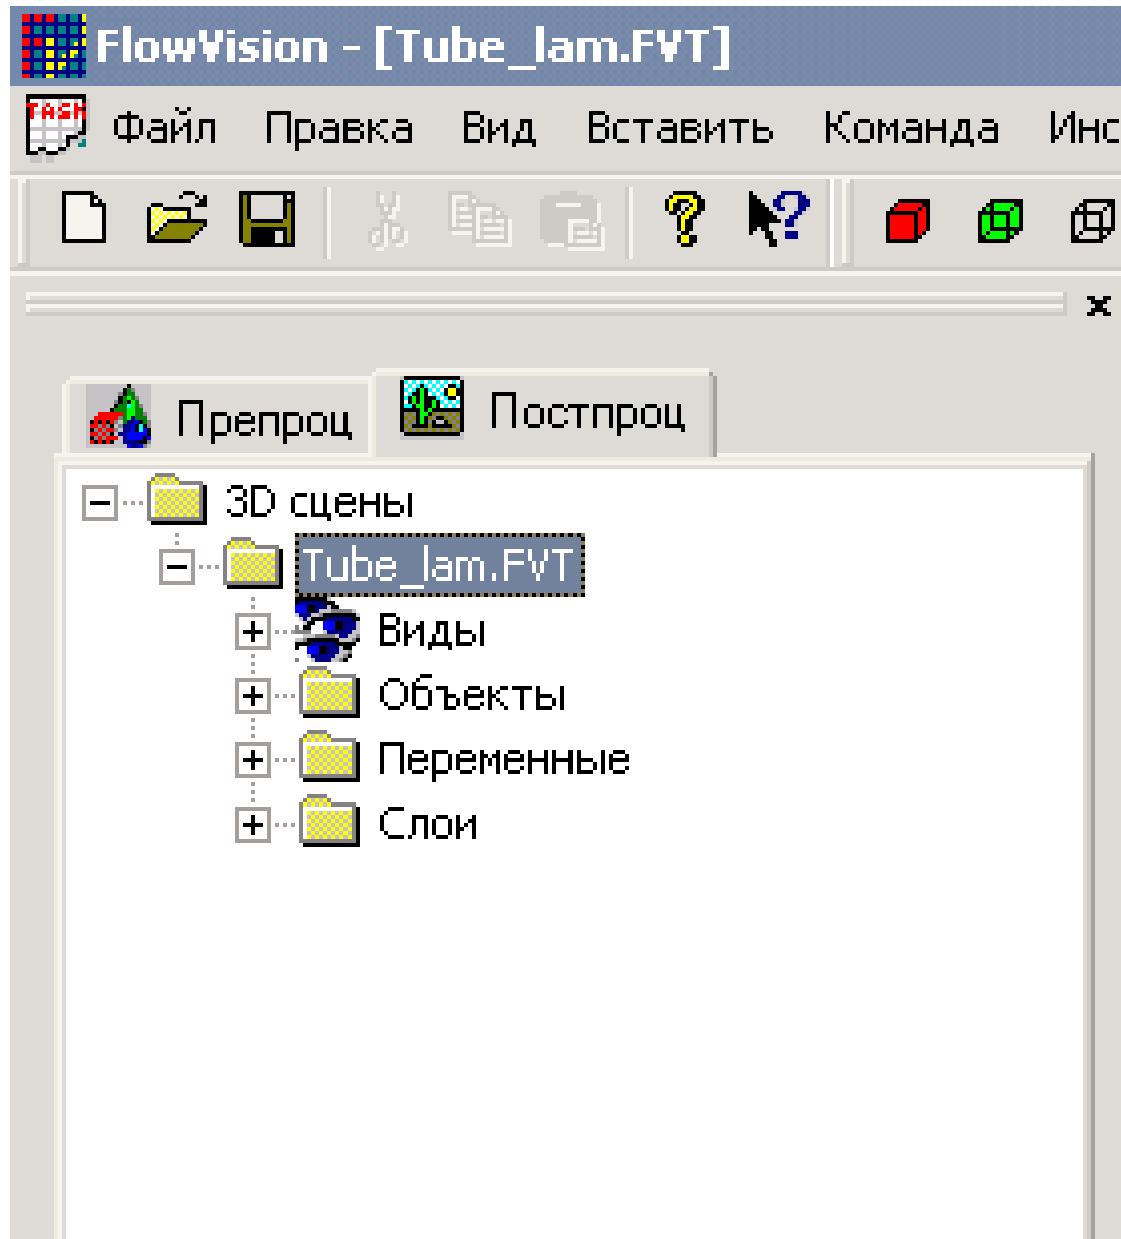 FlowVision - [Tube_lam.FVT]
TASK Файл Правка Вид Вставить Команда Инс
Препроц Постпроц
3D сцены
Tube_lam.FVT
Виды
Объекты
Переменные
Слои